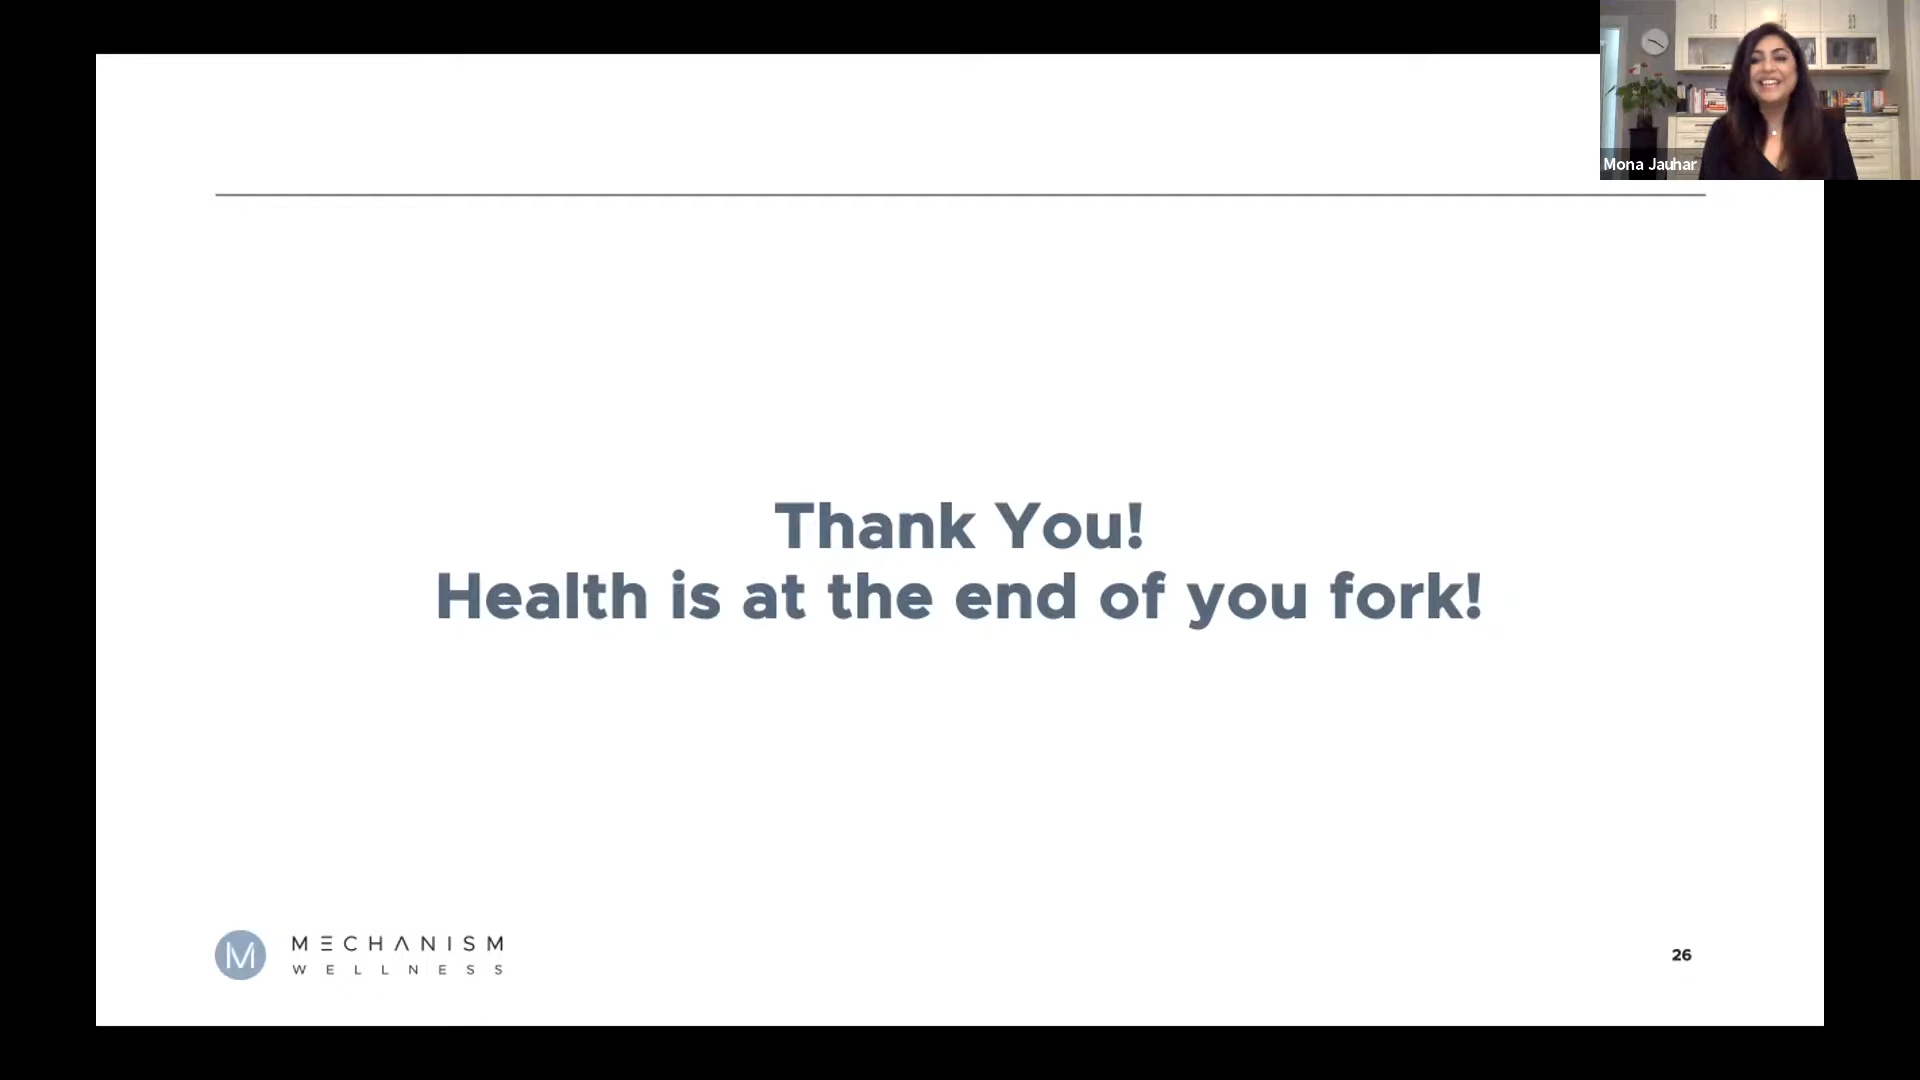 Mona Jauhar
Thank You!
Health is at the end of you fork!
M
MECHANISM
WELLNESS
26